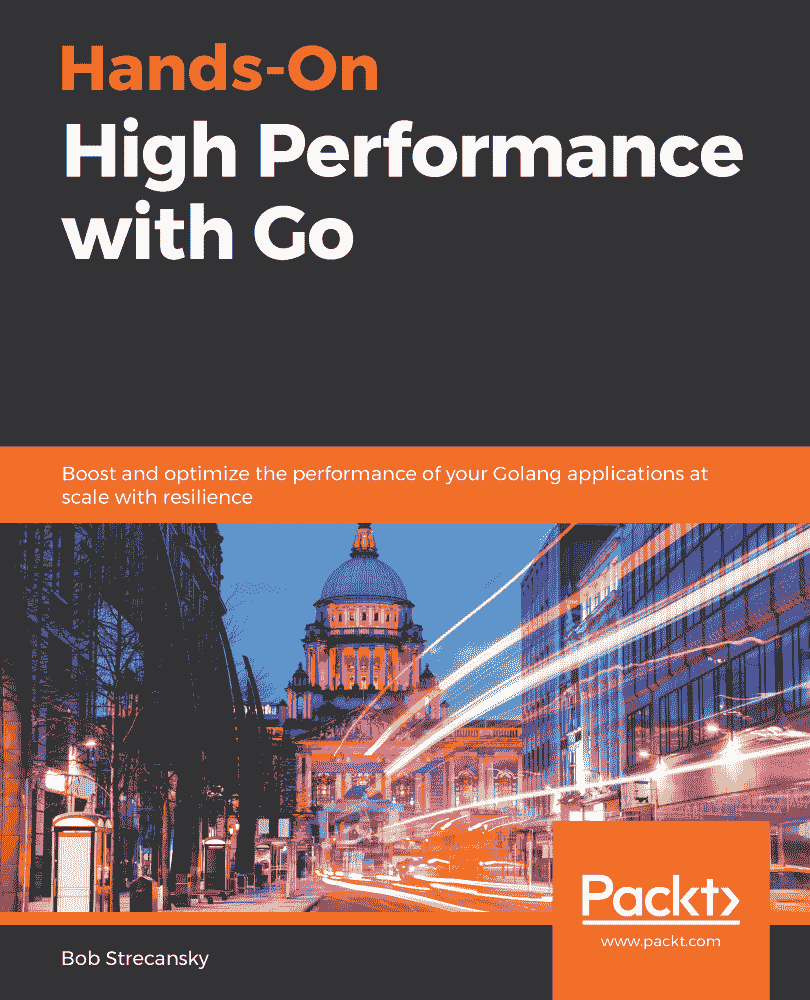 Hands-On
High Performance
with Go
Boost and optimize the performance of your Golang applications at
scale with resilience
Packt>
www.packt.com
Bob Strecansky